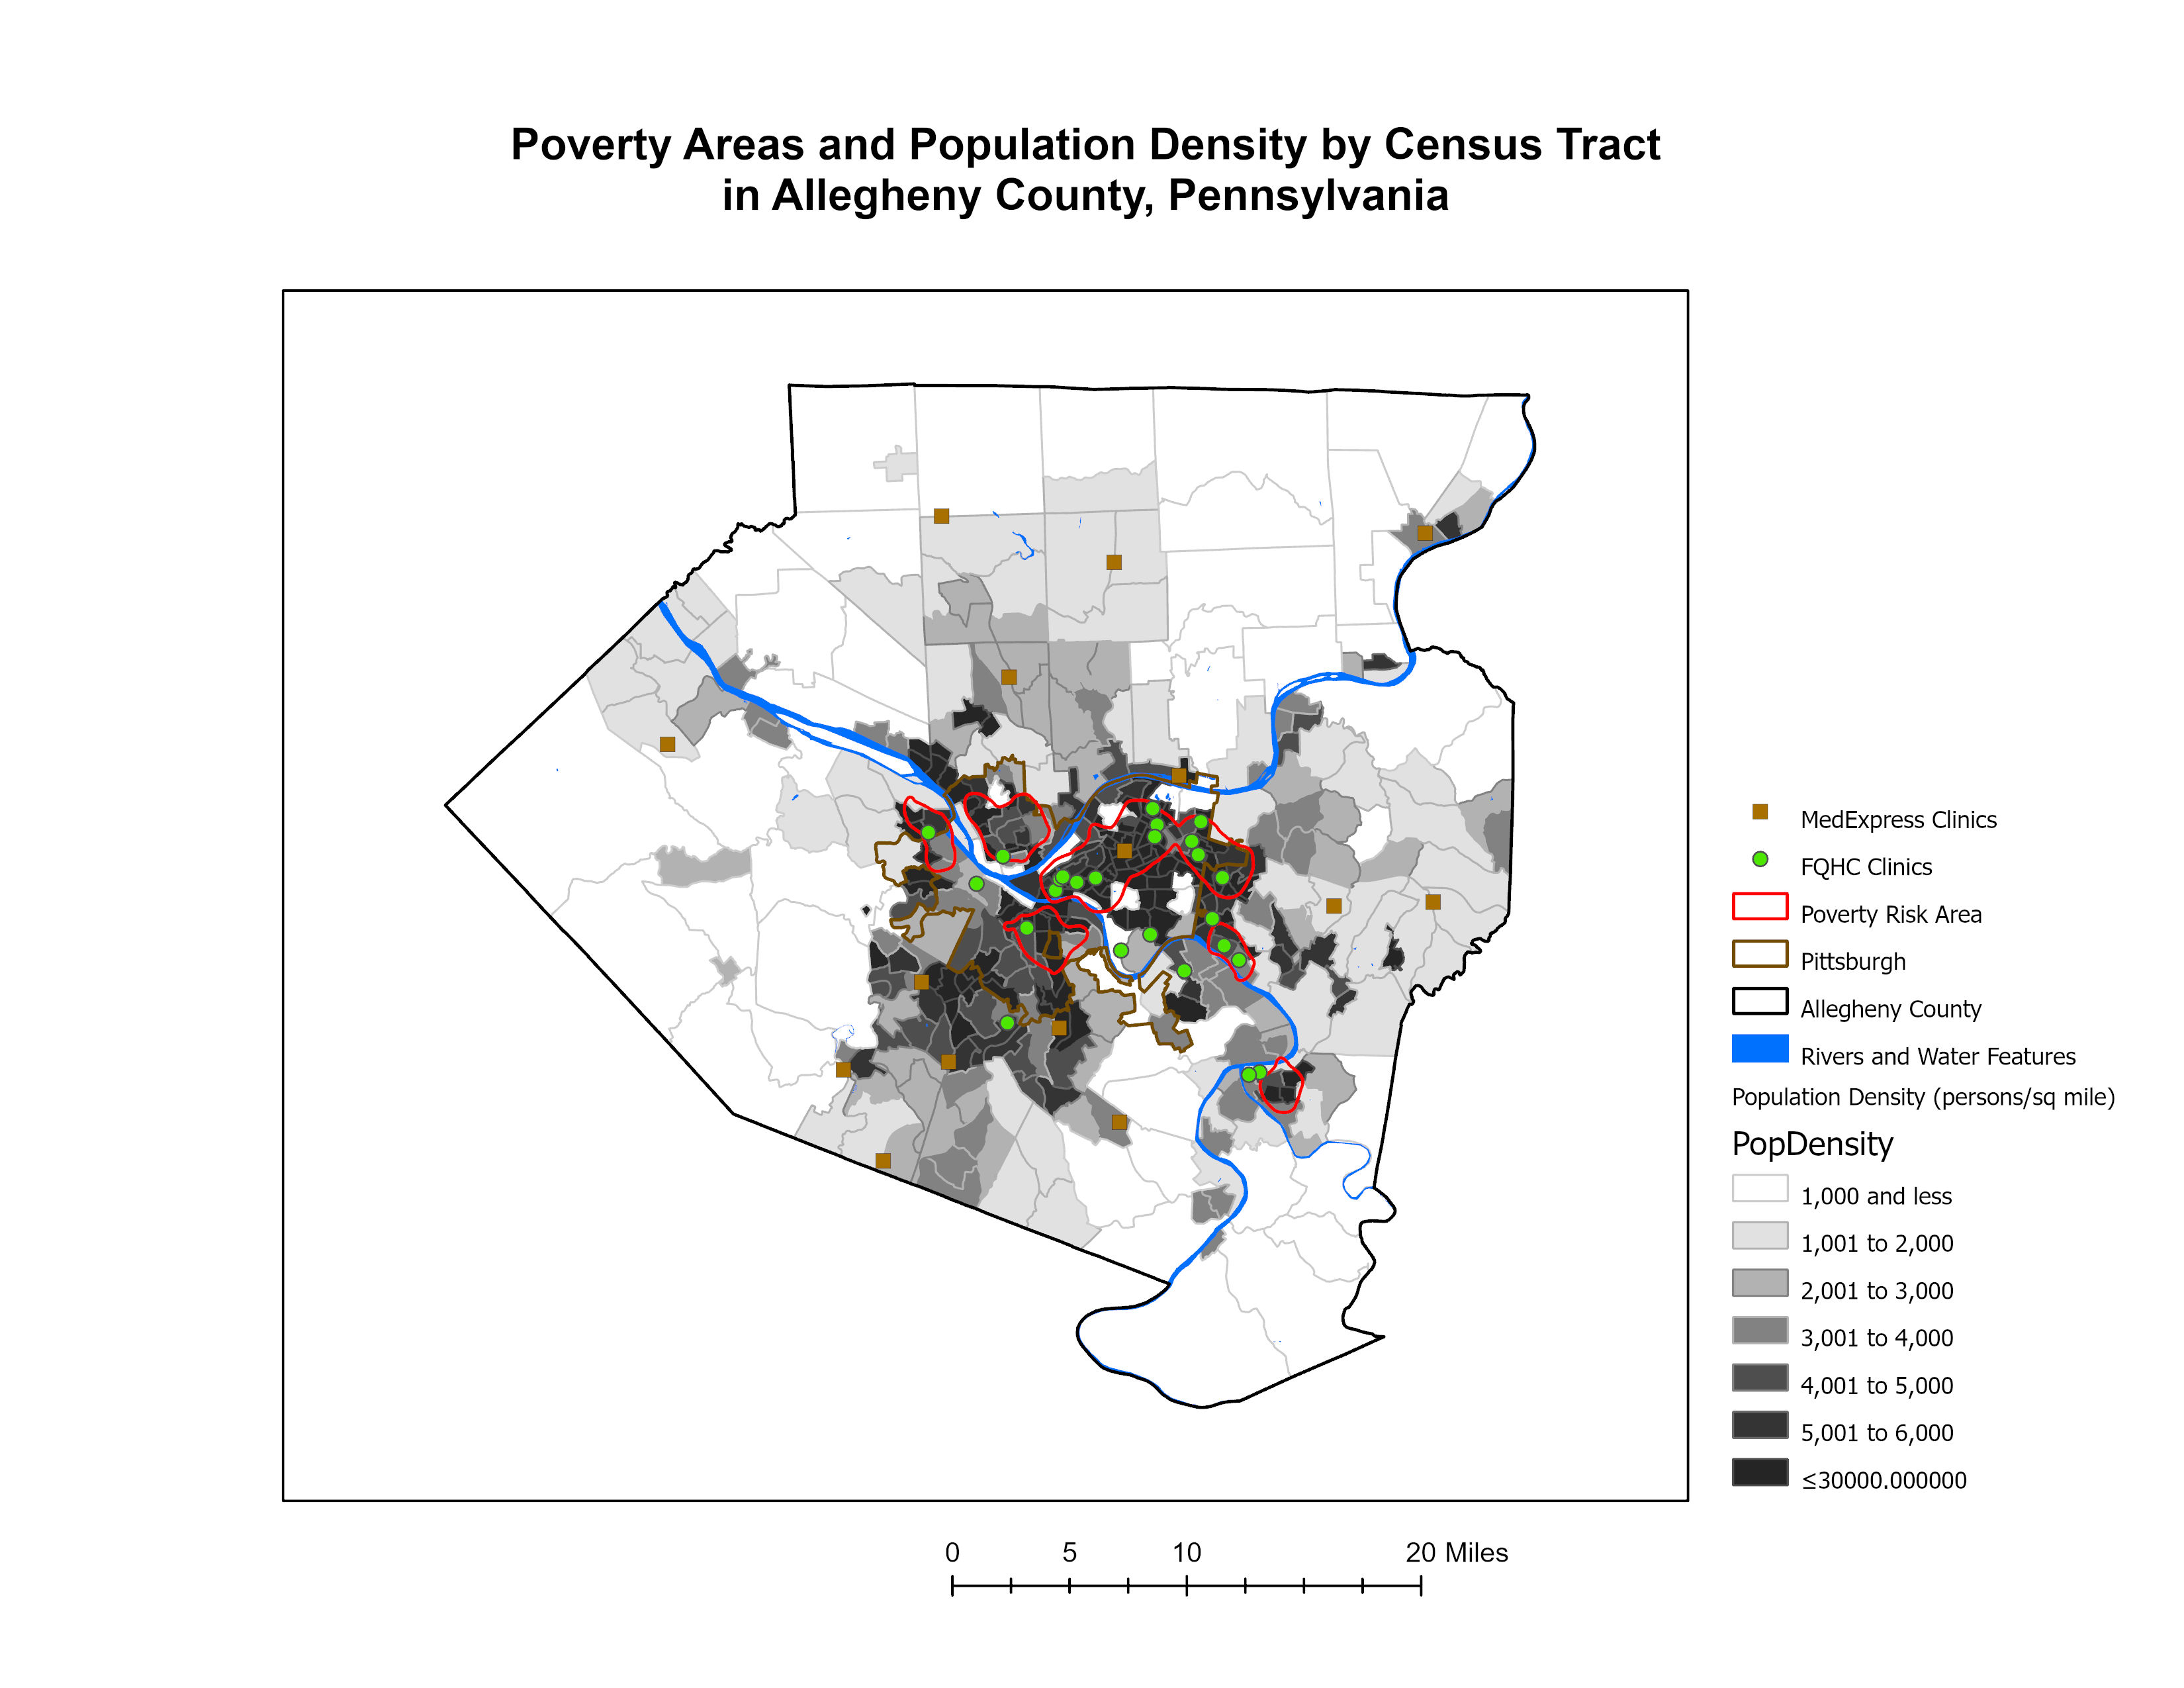 Poverty Areas and Population Density by Census Tract
in Allegheny County, Pennsylvania
MedExpress Clinics
FQHC Clinics
Poverty Risk Area
Pittsburgh
Allegheny County
Rivers and Water Features
Population Density (persons/sq mile)
PopDensity
1,000 and less
1,001 to 2,000
2,001 to 3,000
3,001 to 4,000
4,001 to 5,000
5,001 to 6,000
≤30000.000000
0 5 10 20 Miles